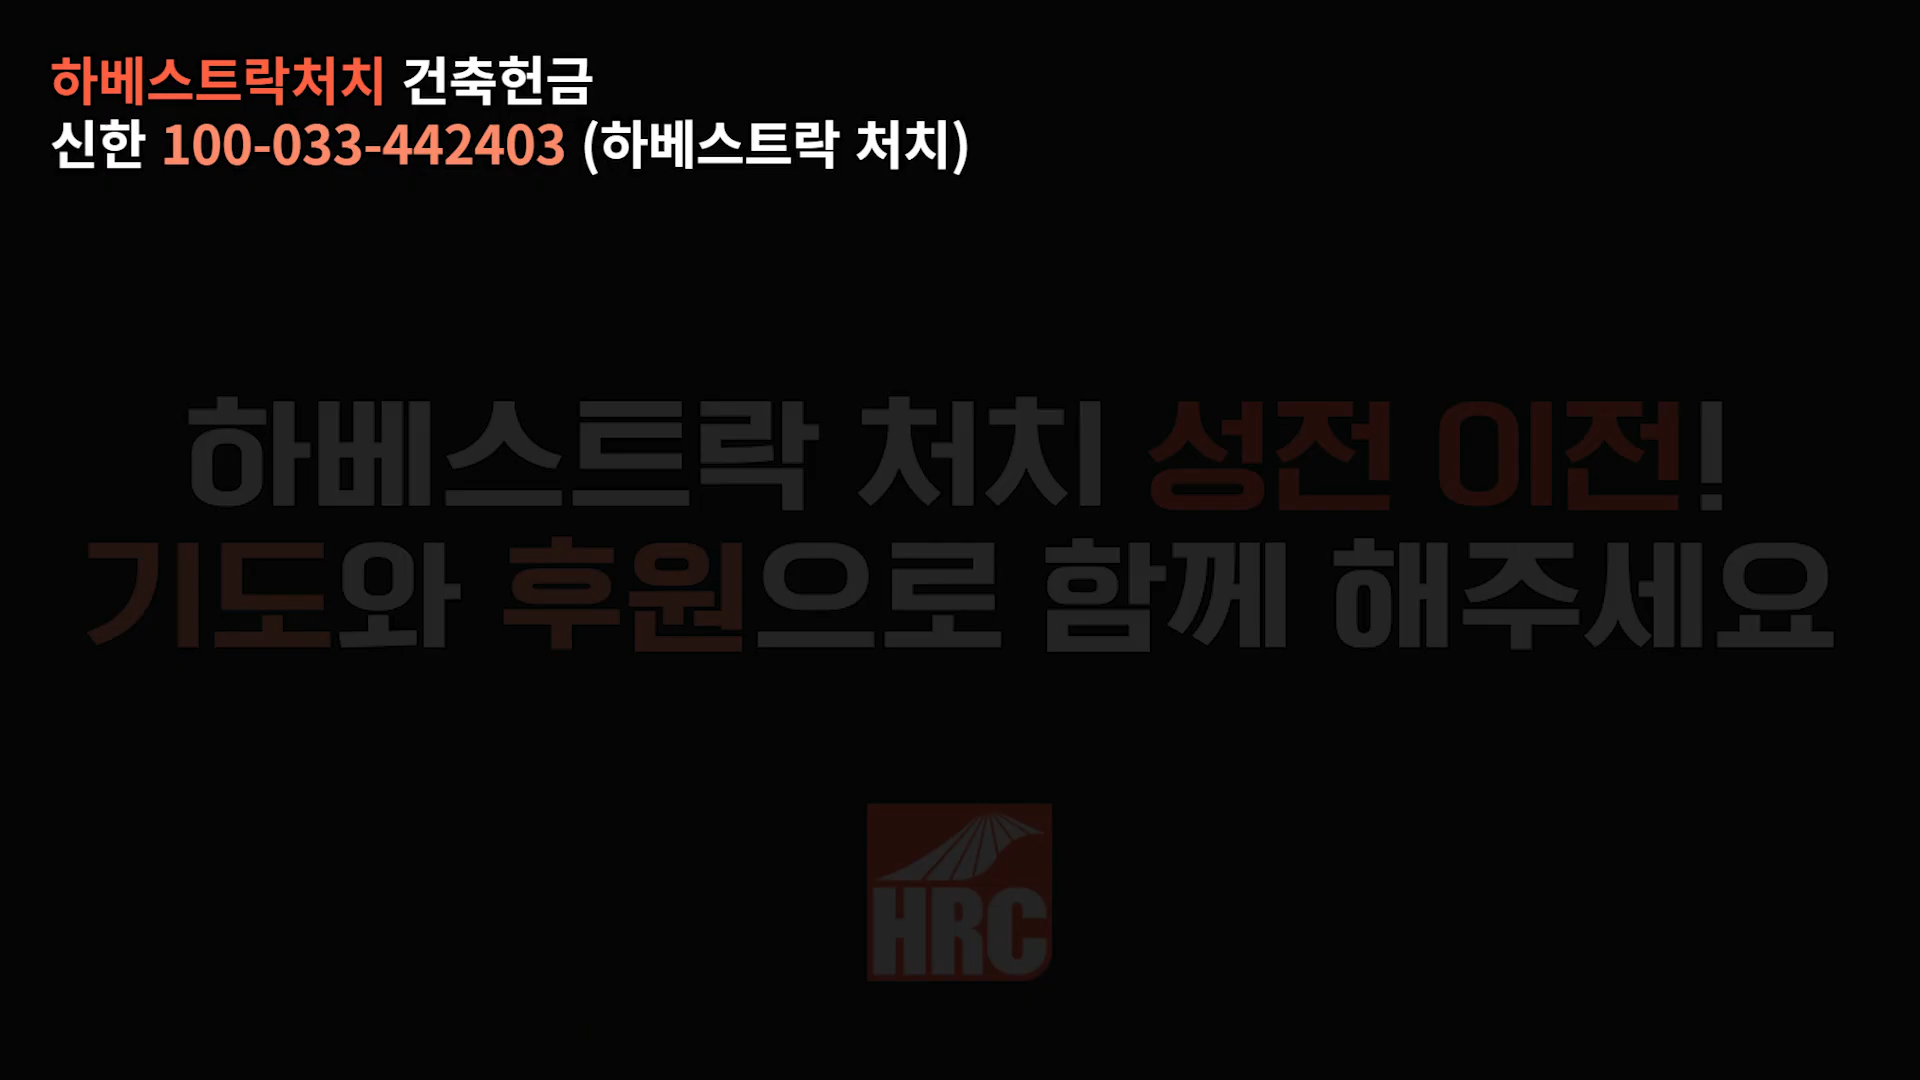 하베스트락처치 건축헌금
신한 100-033-442403 (하베스트락 처치)
하베스트락 처치 성전 이전!
기도와 후원으로 함께 해주세요
HRC